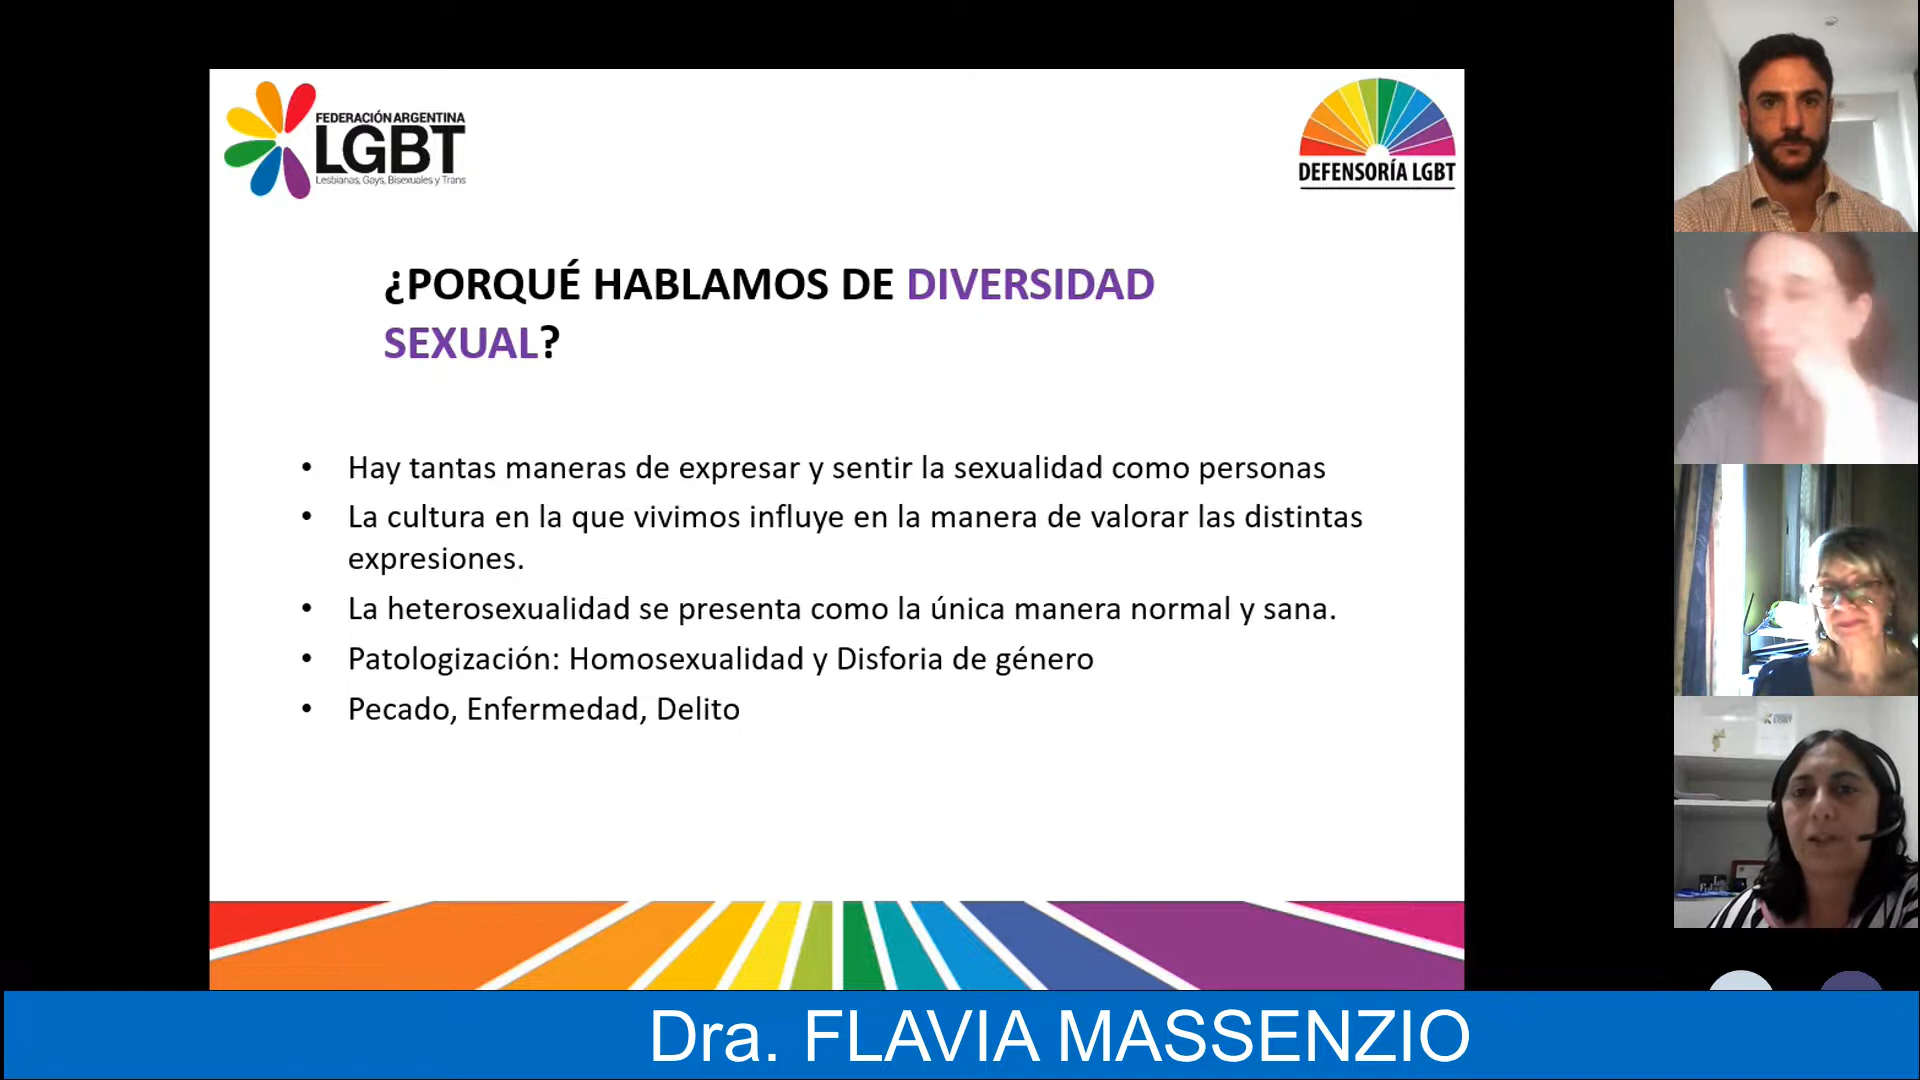 FEDERACIÓN ARGENTINA
LGBT
Lesbianas, Gays, Bisexuales y Trans
DEFENSORÍA LGBT
¿PORQUÉ HABLAMOS DE DIVERSIDAD
SEXUAL?
• Hay tantas maneras de expresar y sentir la sexualidad como personas
• La cultura en la que vivimos influye en la manera de valorar las distintas
expresiones.
• La heterosexualidad se presenta como la única manera normal y sana.
• Patologización: Homosexualidad y Disforia de género
• Pecado, Enfermedad, Delito
LGBT
Dra. FLAVIA MASSENZIO